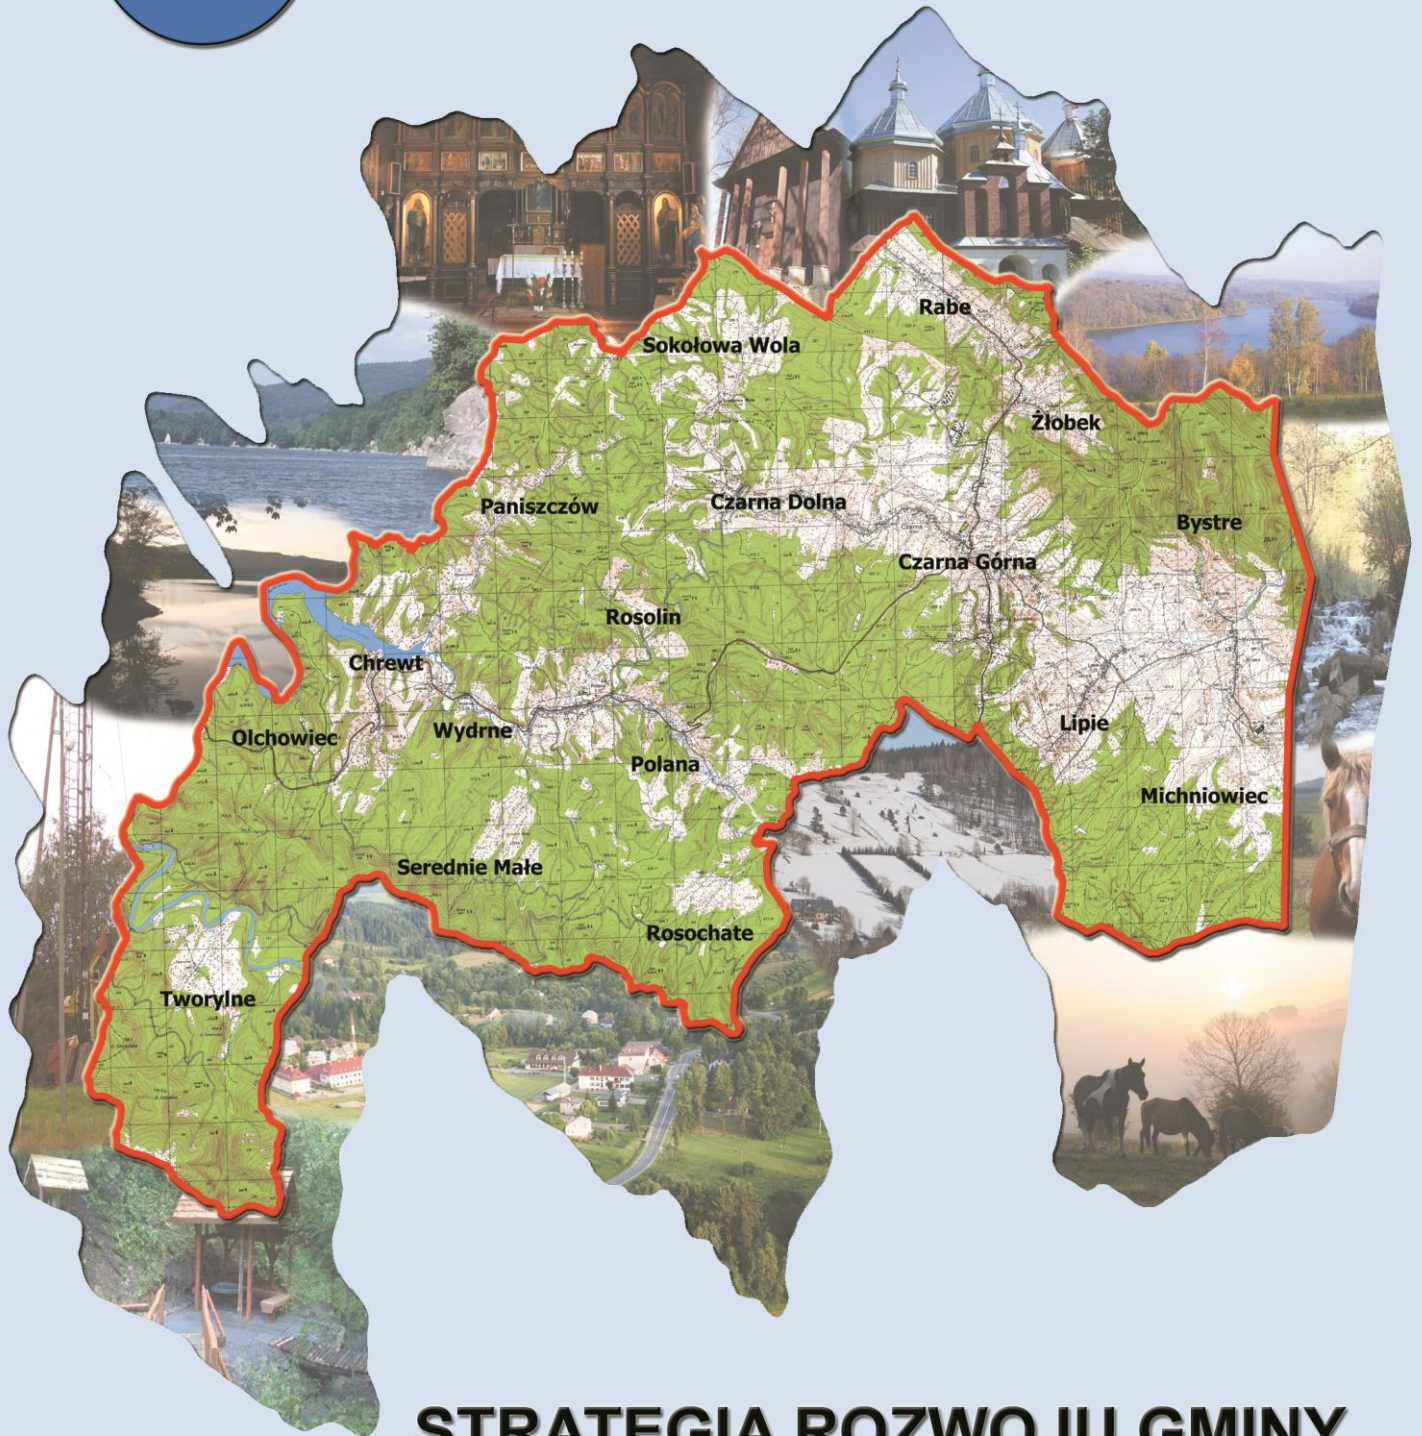 Rabe
Sokołowa Wola
Żłobek
Paniszczów
Czarna Dolna
Bystre
Czarna Górna
Rosolin
Chrewt
Lipie
Wydrne
Olchowiec
Polana
Michniowiec
Serednie Małe
Rosochate
Tworylne
STRATEGIA ROZWOJU GMINY